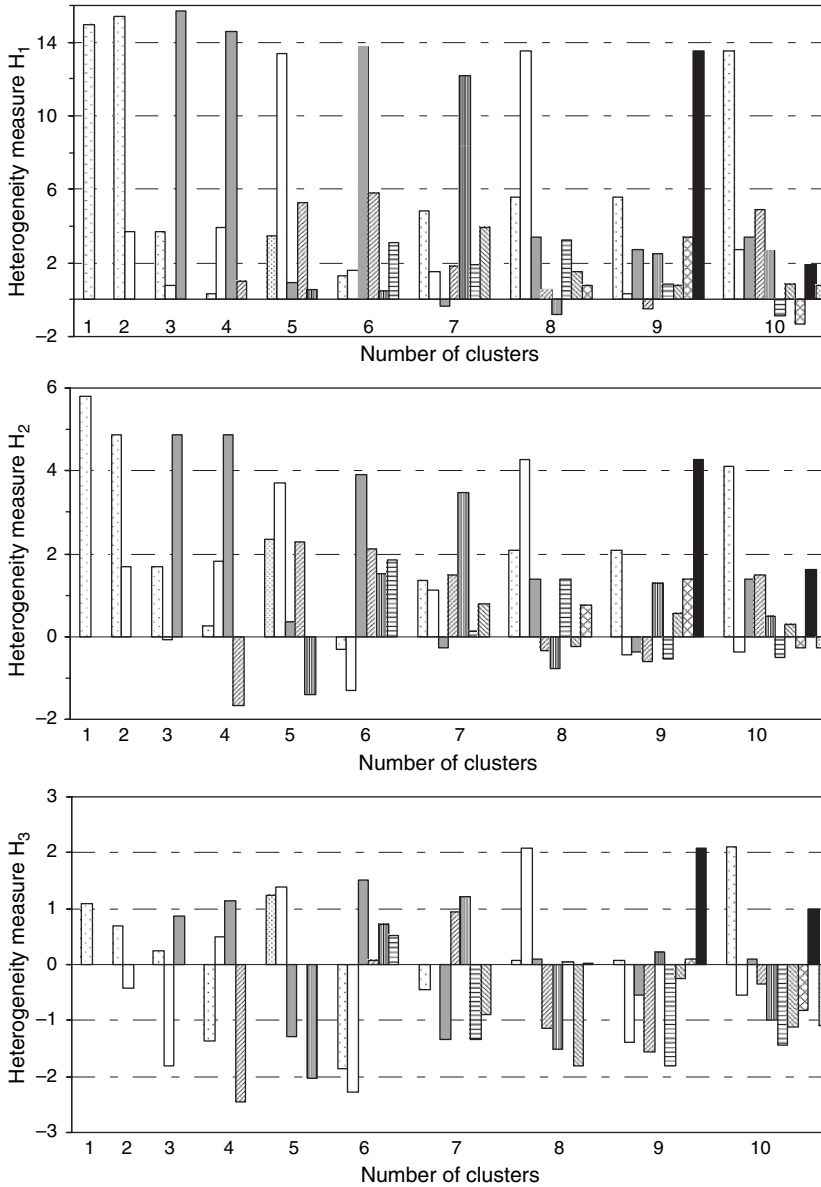 Heterogeneity measure H1
14
10
6
2
−2
1 2 3 4 5 6 7 8 9 10
Number of clusters
Heterogeneity measure H2
6
4
2
0
−2
1 2 3 4 5 6 7 8 9 10
Number of clusters
Heterogeneity measure H3
3
2
1
0
−1
−2
−3
1 2 3 4 5 6 7 8 9 10
Number of clusters